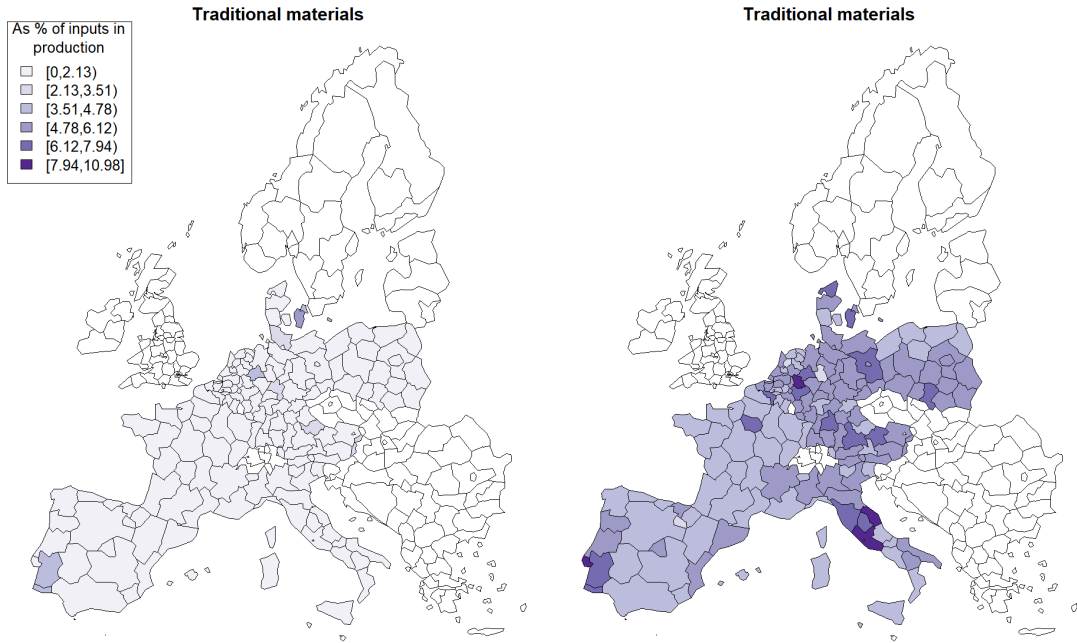 Traditional materials
Traditional materials
As % of inputs in
production
[0,2.13)
[2.13,3.51)
[3.51,4.78)
[4.78,6.12)
[6.12,7.94)
[7.94,10.98]